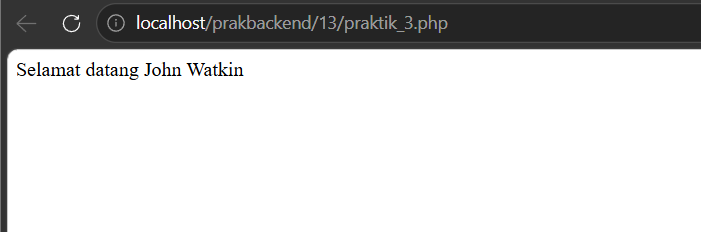 localhost/prakbackend/13/praktik_3.php
Selamat datang John Watkin